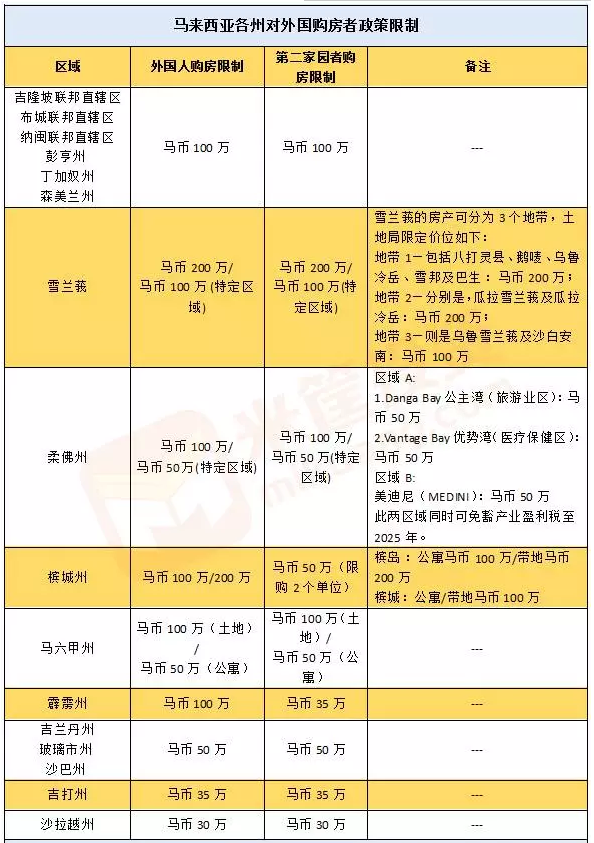 马来西亚各州对外国购房者政策限制
区域
外国人购房限制
第二家园者购
房限制
备注
吉隆坡联邦直辖区
布城联邦直辖区
纳闽联邦直辖区
彭亨州
丁加奴州
森美兰州
马币 100 万
马币 100 万
---
雪兰莪
马币 200 万/
马币 100 万(特定区
域)
马币 200 万/
马币 100 万(特
定区域)
雪兰莪的房产可分为 3 个地带，土
地局限定价位如下：
地带 1—包括八打灵县、鹅唛、乌鲁
冷岳、雪邦及巴生：马币 200 万；
地带 2—分别是，瓜拉雪兰莪及瓜拉
冷岳：马币 200 万；
地带 3—则是乌鲁雪兰莪及沙白安
南：马币 100 万
柔佛州
马币 100 万/
马币 50 万(特定区域)
马币 100 万/
马币 50 万(特定
区域)
区域 A:
1.Danga Bay 公主湾（旅游业区）：马
币 50 万
2.Vantage Bay 优势湾（医疗保健区）：
马币 50 万
区域 B:
美迪尼（MEDINI）：马币 50 万
此两区域同时可免豁产业盈利税至
2025 年。
槟城州
马币 100 万/200 万
马币 50 万（限
购 2 个单位）
槟岛：公寓马币 100 万/带地马币
200 万
槟城：公寓/带地马币 100 万
马六甲州
马币 100 万（土地）
/
马币 50 万（公寓）
马币 100 万(土
地）/
马币 50 万（公
寓）
---
霹雳州
马币 100 万
马币 35 万
---
吉兰丹州
玻璃市州
沙巴州
马币 50 万
马币 50 万
---
吉打州
马币 35 万
马币 35 万
---
沙拉越州
马币 30 万
马币 30 万
---